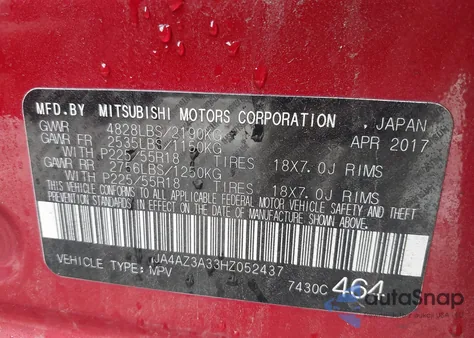 MFD.BY MITSUBISHI MOTORS CORPORATION , JAPAN
GVWR 4828LBS/2190KG APR 2017
GAWR FR 2535LBS/1150KG
WITH P225/55R18 TIRES 18X7.0J RIMS
GAWR RR 2756LBS/1250KG
WITH P225/55R18 TIRES 18X7.0J RIMS
THIS VEHICLE CONFORMS TO ALL APPLICABLE
FEDERAL MOTOR VEHICLE SAFETY AND THEFT
PREVENTION STANDARDS IN EFFECT ON THE DATE
OF MANUFACTURE SHOWN ABOVE.
JA4AZ3A33HZ052437
VEHICLE TYPE: MPV 7430C 464
autoSnap